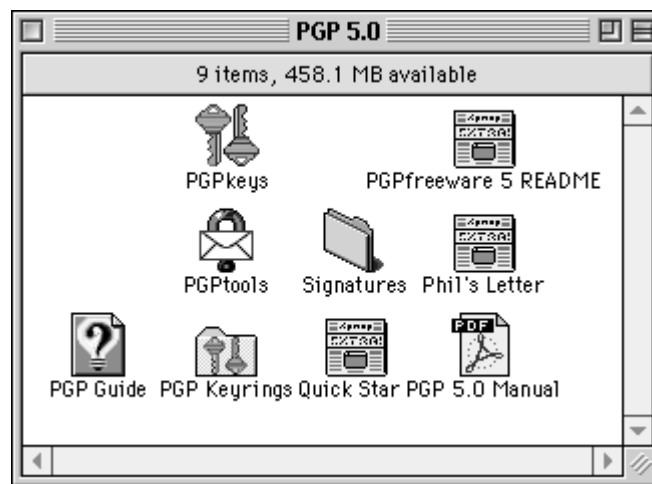 PGP 5.0
9 items, 458.1 MB available
PGPkeys
PGPfreeware 5 README
PGPtools
Signatures
Phil's Letter
PDF
PGP Guide
PGP Keyrings
Quick Star
PGP 5.0 Manual